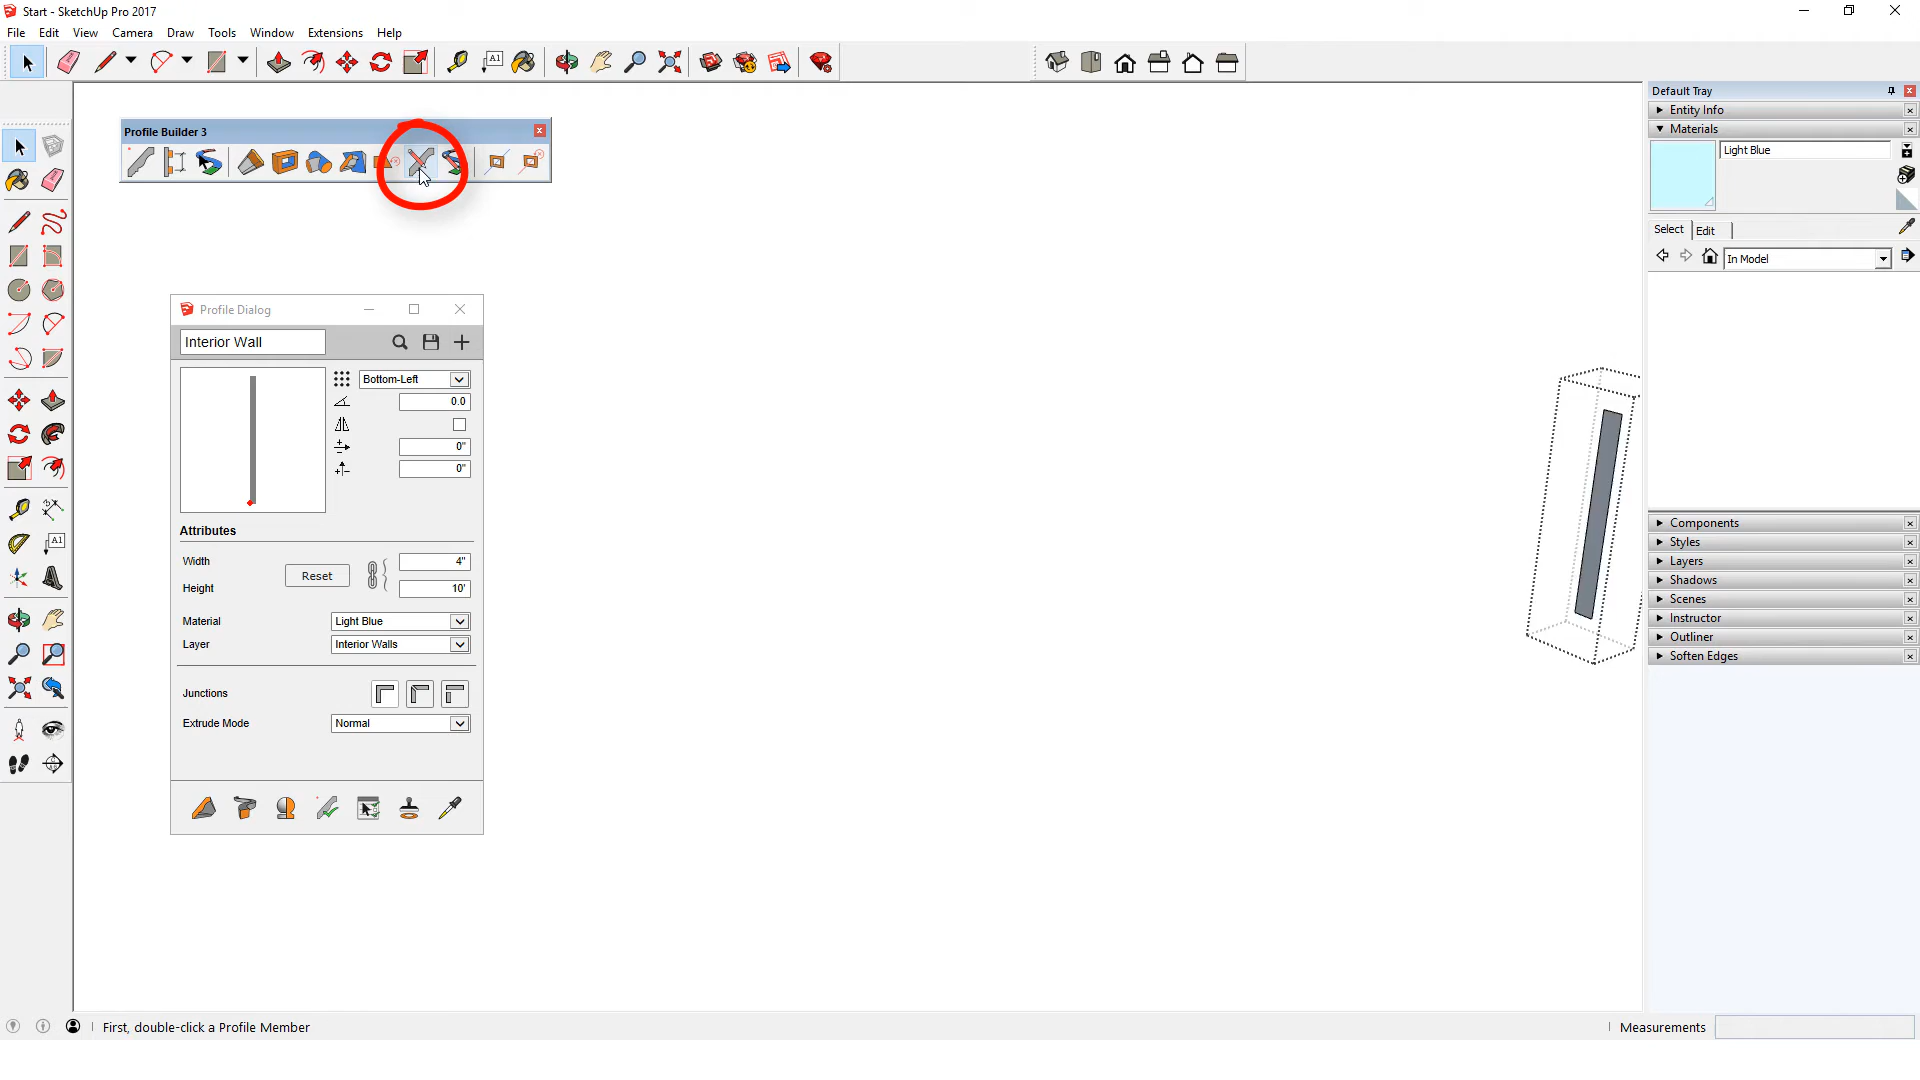 Start - SketchUp Pro 2017
File Edit View Camera Draw Tools Window Extensions Help
A1
Default Tray
Entity Info
Materials
Light Blue
Select Edit
In Model
Components
Styles
Layers
Shadows
Scenes
Instructor
Outliner
Soften Edges
Profile Builder 3
Profile Dialog
Interior Wall
Bottom-Left
0.0
0"
0"
Attributes
Width 4"
Reset
Height 10'
Material Light Blue
Layer Interior Walls
Junctions
Extrude Mode Normal
A1
First, double-click a Profile Member
Measurements